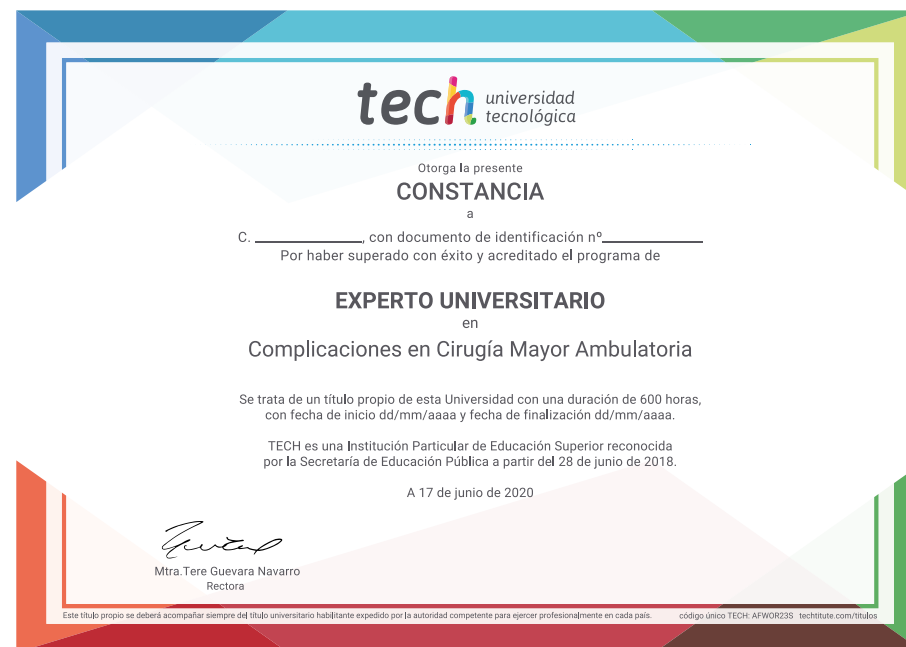 tech universidad
tecnológica
Otorga la presente
CONSTANCIA
a
C. ____________, con documento de identificación nº____________
Por haber superado con éxito y acreditado el programa de
EXPERTO UNIVERSITARIO
en
Complicaciones en Cirugía Mayor Ambulatoria
Se trata de un título propio de esta Universidad con una duración de 600 horas,
con fecha de inicio dd/mm/aaaa y fecha de finalización dd/mm/aaaa.
TECH es una Institución Particular de Educación Superior reconocida
por la Secretaría de Educación Pública a partir del 28 de junio de 2018.
A 17 de junio de 2020
Mtra.Tere Guevara Navarro
Rectora
Este título propio se deberá acompañar siempre del título universitario habilitante expedido por la autoridad competente para ejercer profesionalmente en cada país. código único TECH: AFWOR23S techtitute.com/titulos